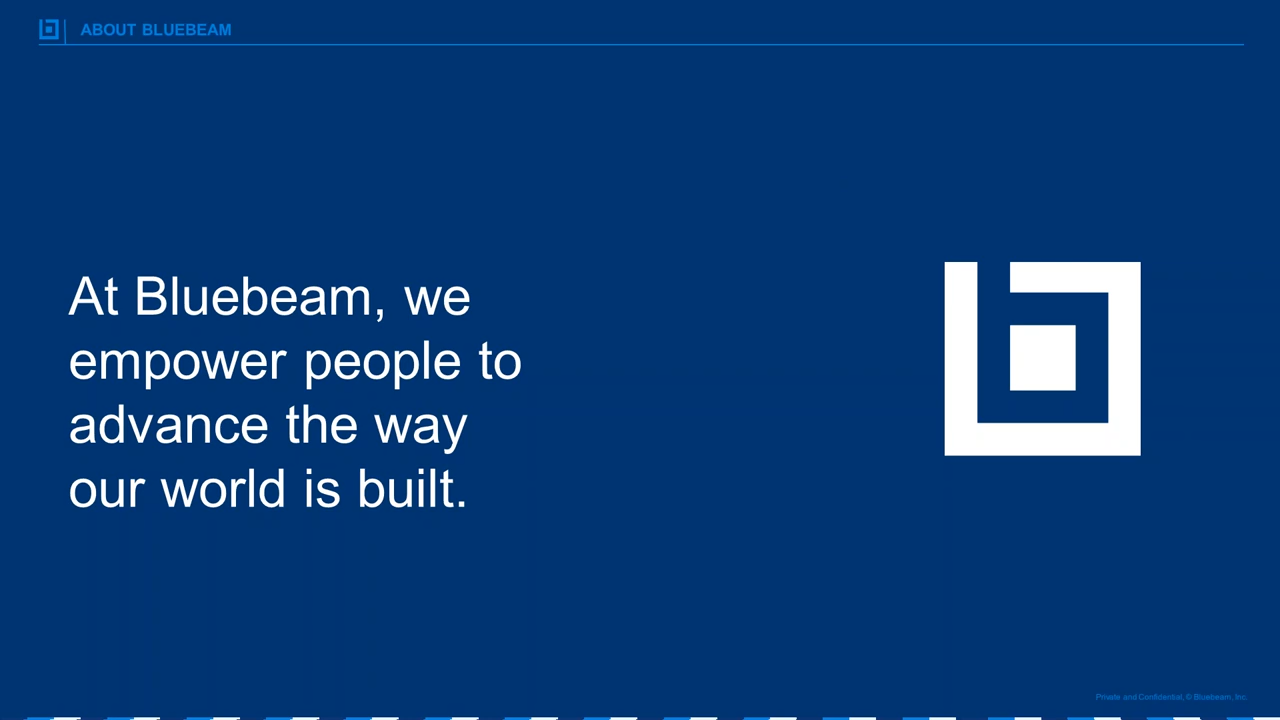 ABOUT BLUEBEAM
At Bluebeam, we
empower people to
advance the way
our world is built.
Private and Confidential, © Bluebeam, Inc.